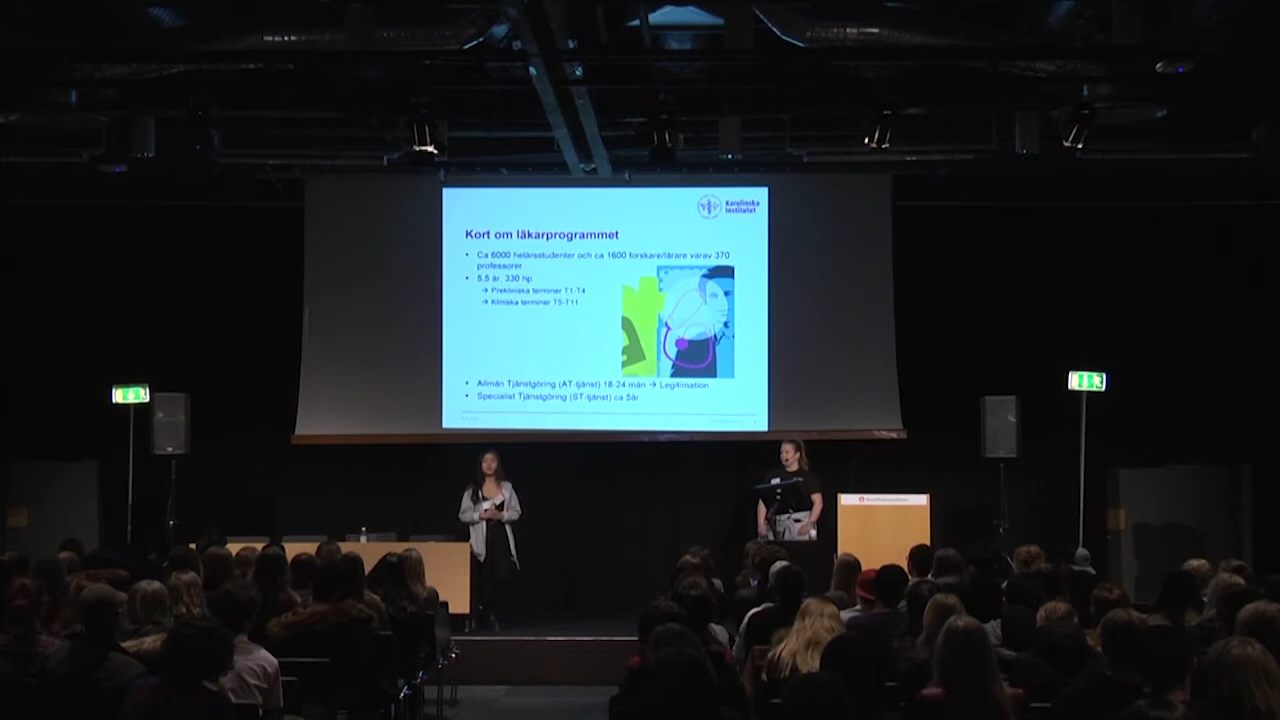 Karolinska
Institutet
Kort om läkarprogrammet
• Ca 6000 helårsstudenter och ca 1600 forskare/lärare varav 370
professorer
• 5,5 år, 330 hp
→ Prekliniska terminer T1-T4
→ Kliniska terminer T5-T11
• Allmän Tjänstgöring (AT-tjänst) 18-24 mån → Legitimation
• Specialist Tjänstgöring (ST-tjänst) ca 5år